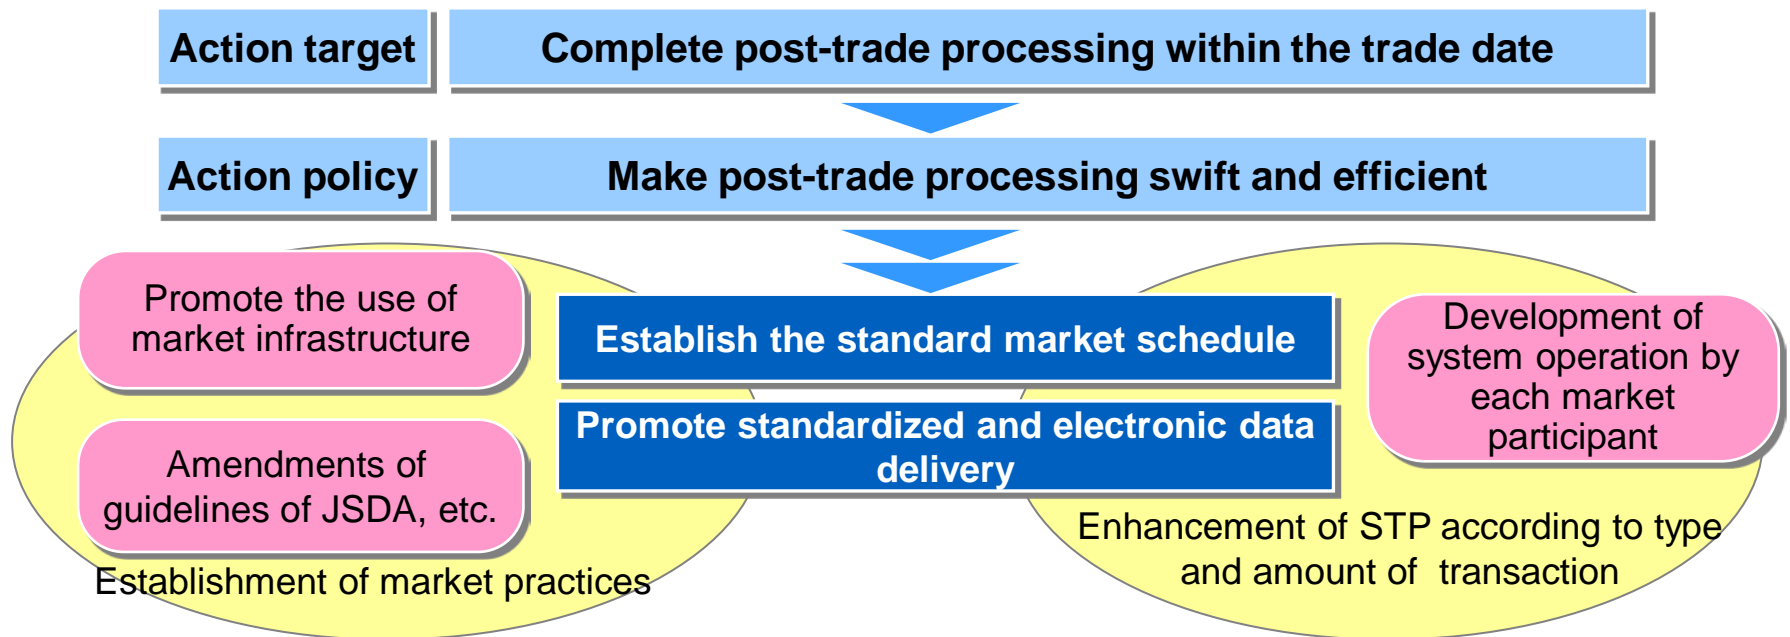 Action target
Complete post-trade processing within the trade date
Action policy
Make post-trade processing swift and efficient
Promote the use of
market infrastructure
Amendments of
guidelines of JSDA, etc.
Establishment of market practices
Establish the standard market schedule
Promote standardized and electronic data
delivery
Development of
system operation by
each market
participant
Enhancement of STP according to type
and amount of transaction